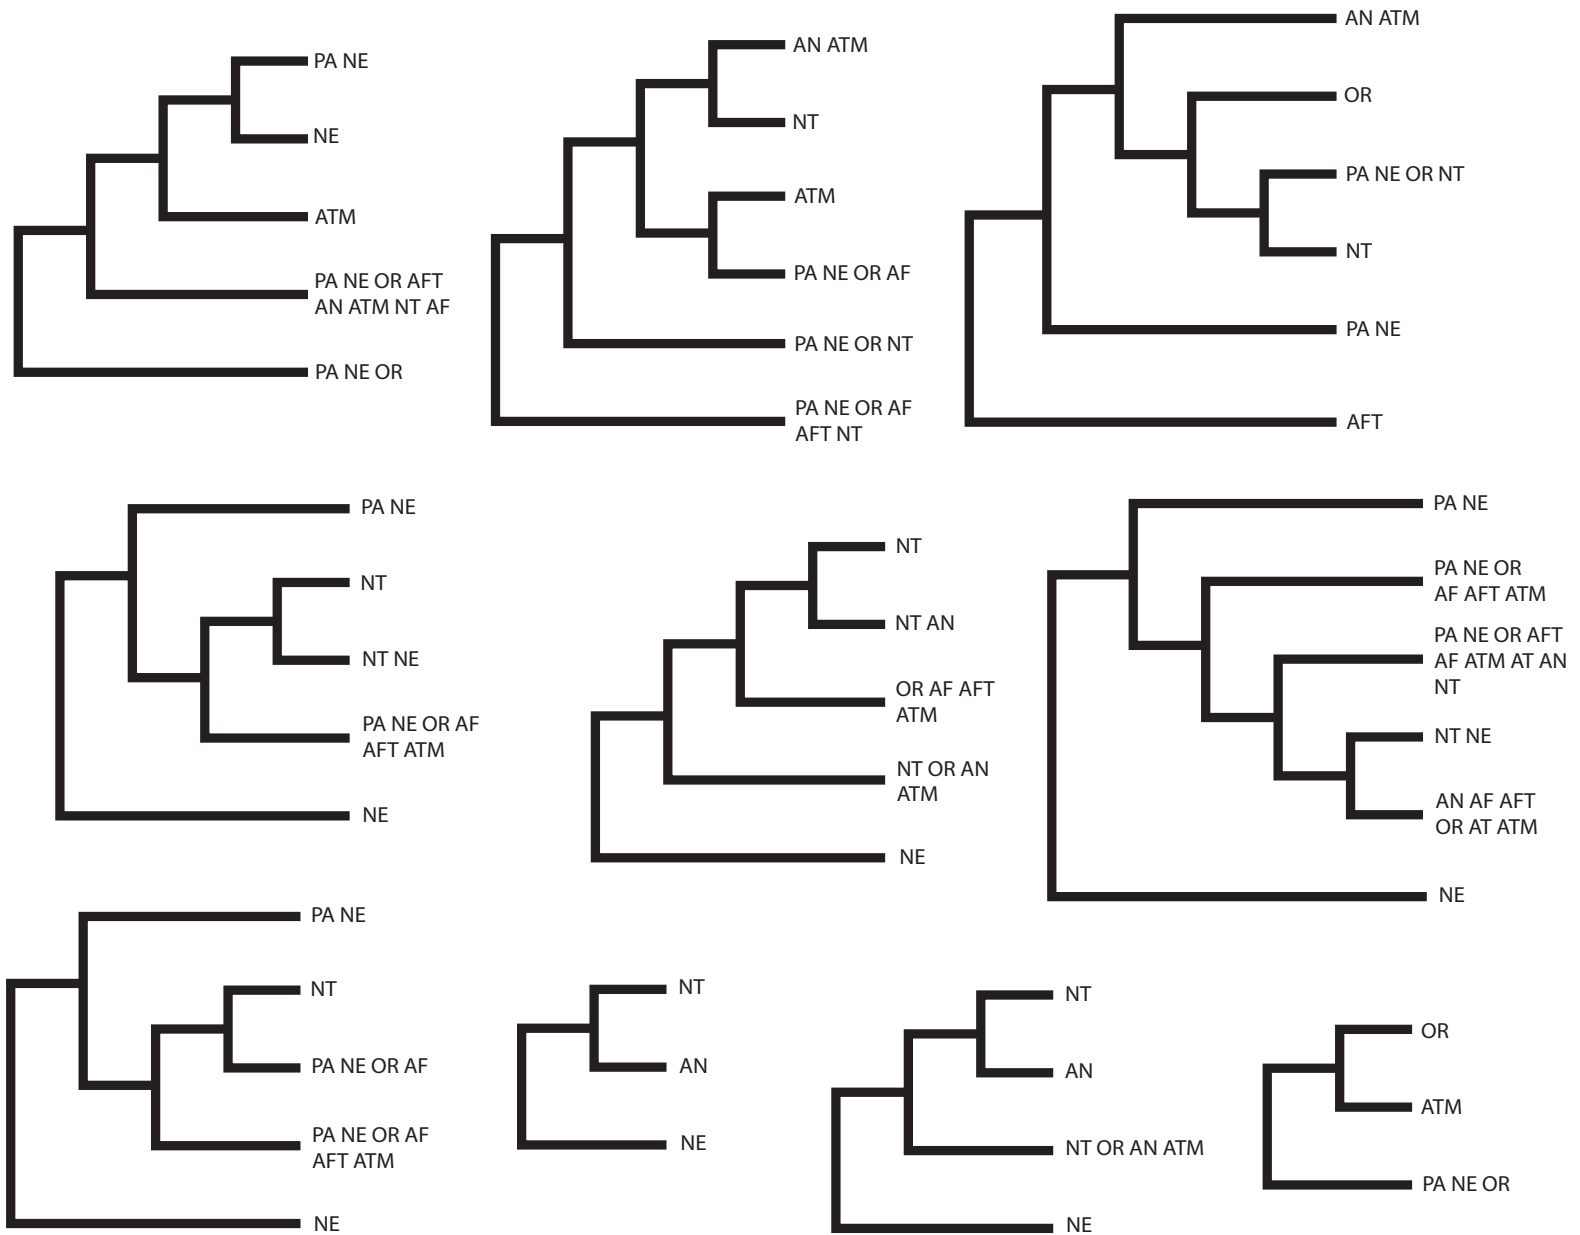 PA NE
NE
ATM
PA NE OR AFT
AN ATM NT AF
PA NE OR
AN ATM
NT
ATM
PA NE OR AF
PA NE OR NT
PA NE OR AF
AFT NT
AN ATM
OR
PA NE OR NT
NT
PA NE
AFT
PA NE
NT
NT NE
PA NE OR AF
AFT ATM
NE
NT
NT AN
OR AF AFT
ATM
NT OR AN
ATM
NE
PA NE
PA NE OR
AF AFT ATM
PA NE OR AFT
AF ATM AT AN
NT
NT NE
AN AF AFT
OR AT ATM
NE
PA NE
NT
PA NE OR AF
PA NE OR AF
AFT ATM
NE
NT
AN
NE
NT
AN
NT OR AN ATM
NE
OR
ATM
PA NE OR